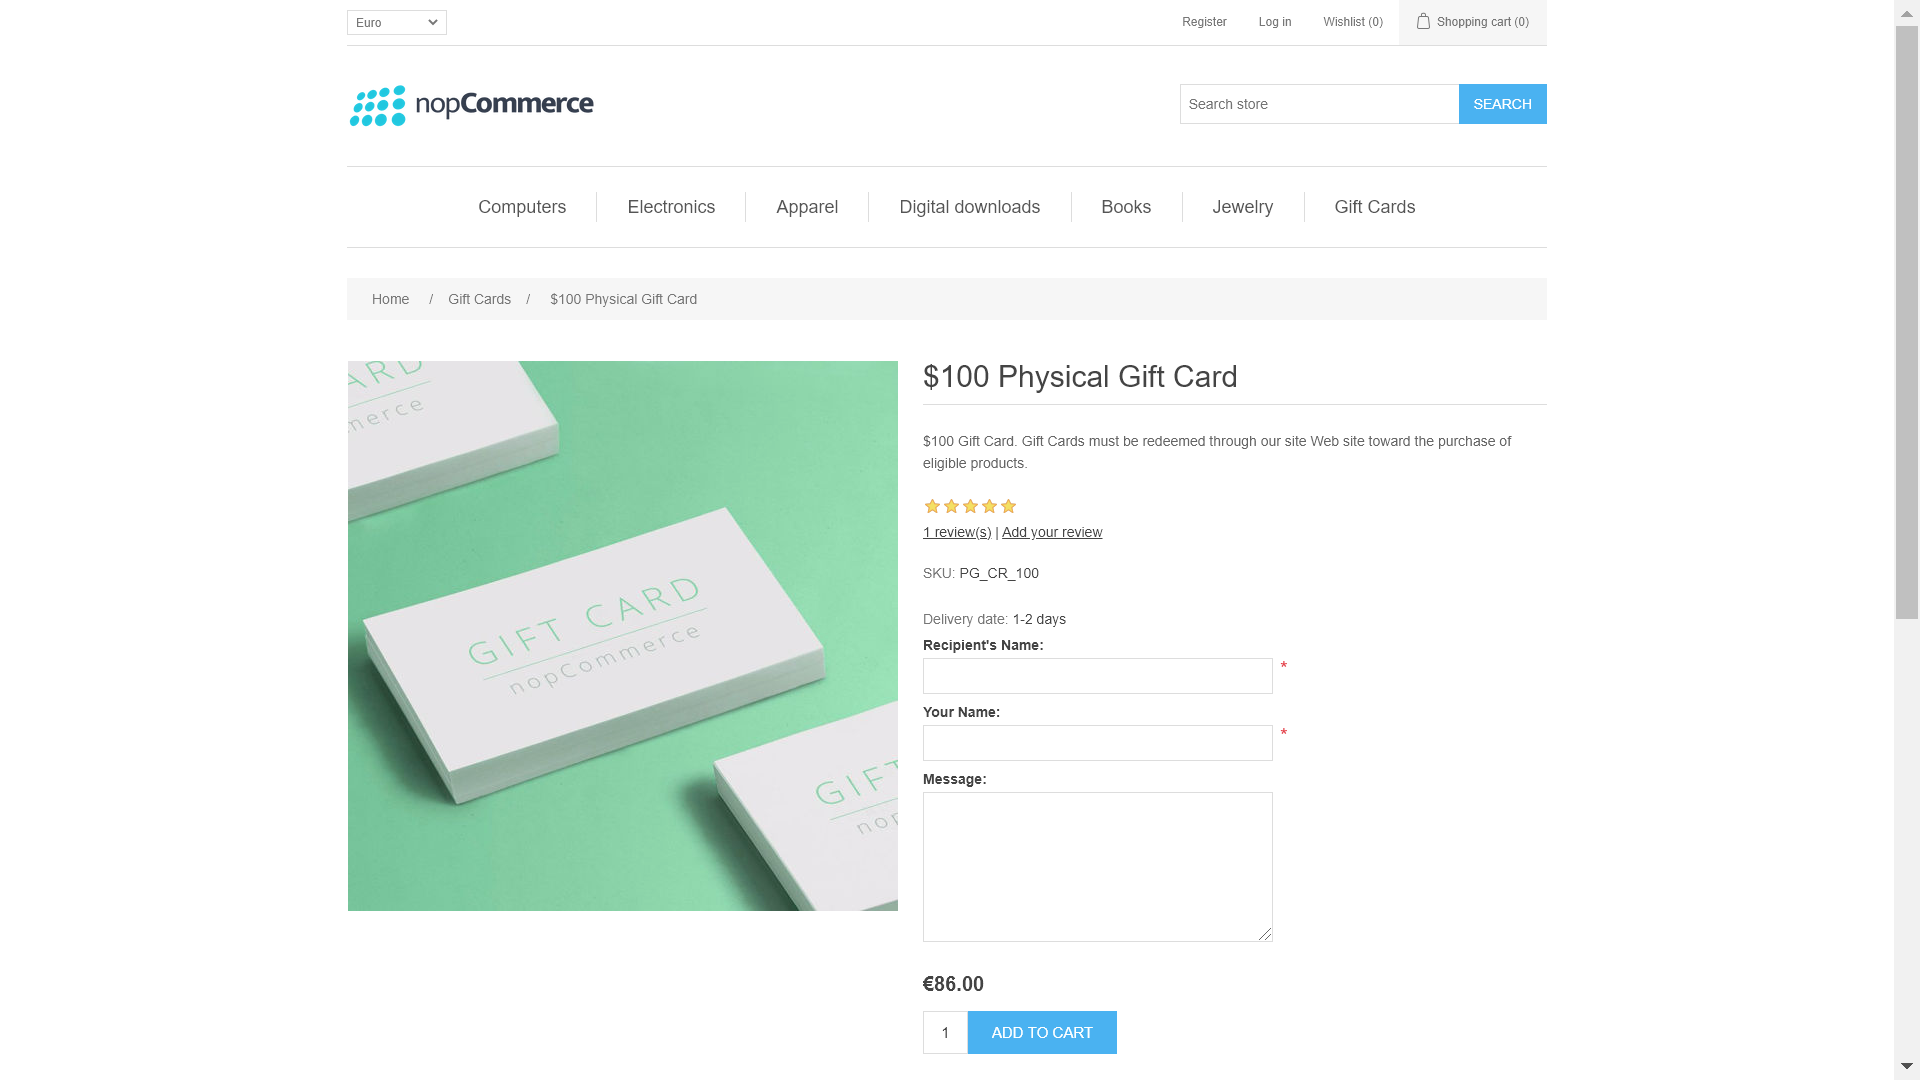 Euro
Register Log in Wishlist (0) Shopping cart (0)
nopCommerce
Search store SEARCH
Computers Electronics Apparel Digital downloads Books Jewelry Gift Cards
Home / Gift Cards / $100 Physical Gift Card
$100 Physical Gift Card
$100 Gift Card. Gift Cards must be redeemed through our site Web site toward the purchase of
eligible products.
1 review(s) | Add your review
SKU: PG_CR_100
Delivery date: 1-2 days
Recipient's Name:
*
Your Name:
*
Message:
€86.00
1 ADD TO CART
ARD
mmerce
GIFT CARD
nopCommerce
GIFT
nop